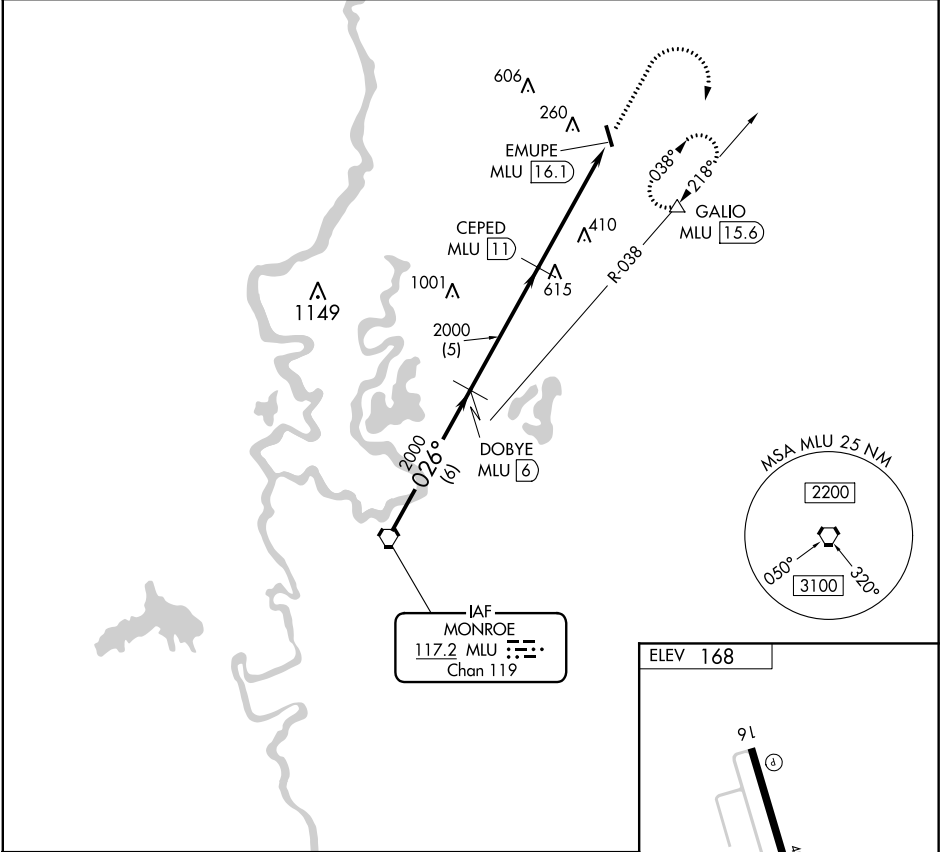 606
260
EMUPE
MLU 16.1
038°
218°
GALIO
MLU 15.6
CEPED
MLU 11
410
R-038
615
1001
1149
2000
(5)
DOBYE
MLU 6
2000
026°
(6)
MSA MLU 25 NM
2200
050°
320°
3100
IAF
MONROE
117.2 MLU
Chan 119
ELEV 168
16
P
A